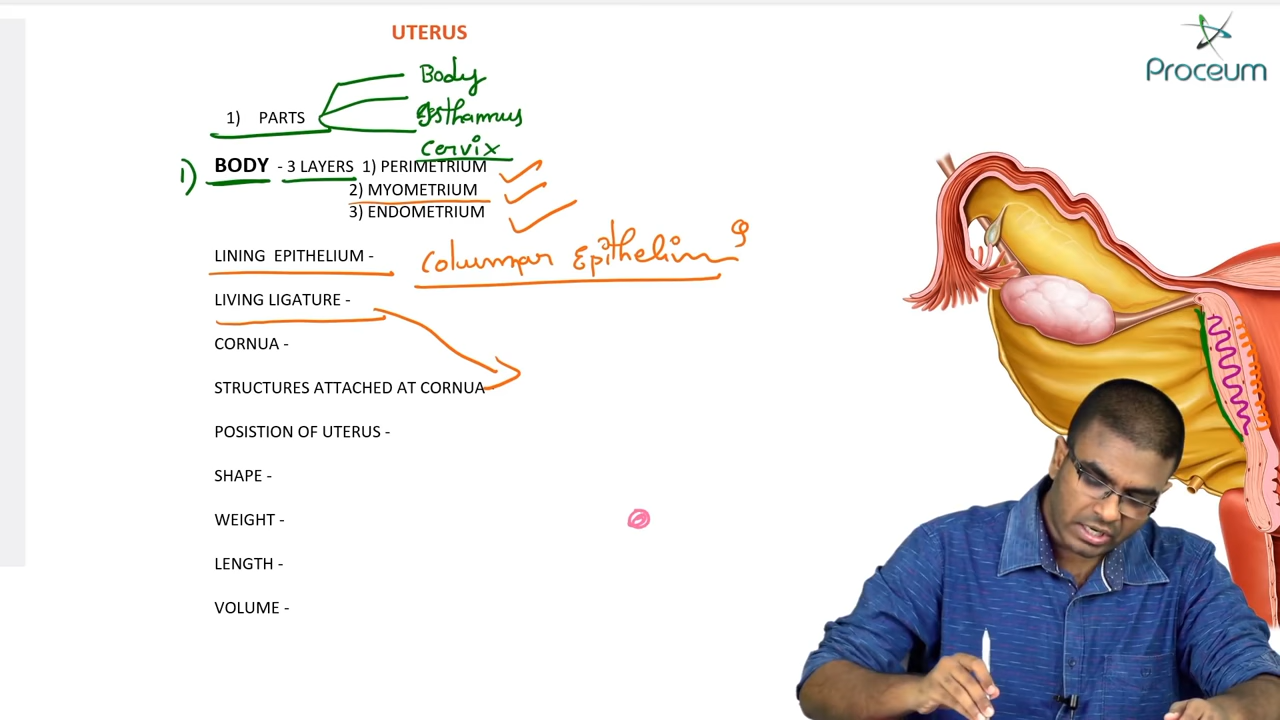 UTERUS
Proceum
Body
1) PARTS
Isthamus
Cervix
1) BODY - 3 LAYERS 1) PERIMETRIUM
2) MYOMETRIUM
3) ENDOMETRIUM
LINING EPITHELIUM - Columnar Epithelium
LIVING LIGATURE -
CORNUA -
STRUCTURES ATTACHED AT CORNUA -
POSISTION OF UTERUS -
SHAPE -
WEIGHT -
LENGTH -
VOLUME -